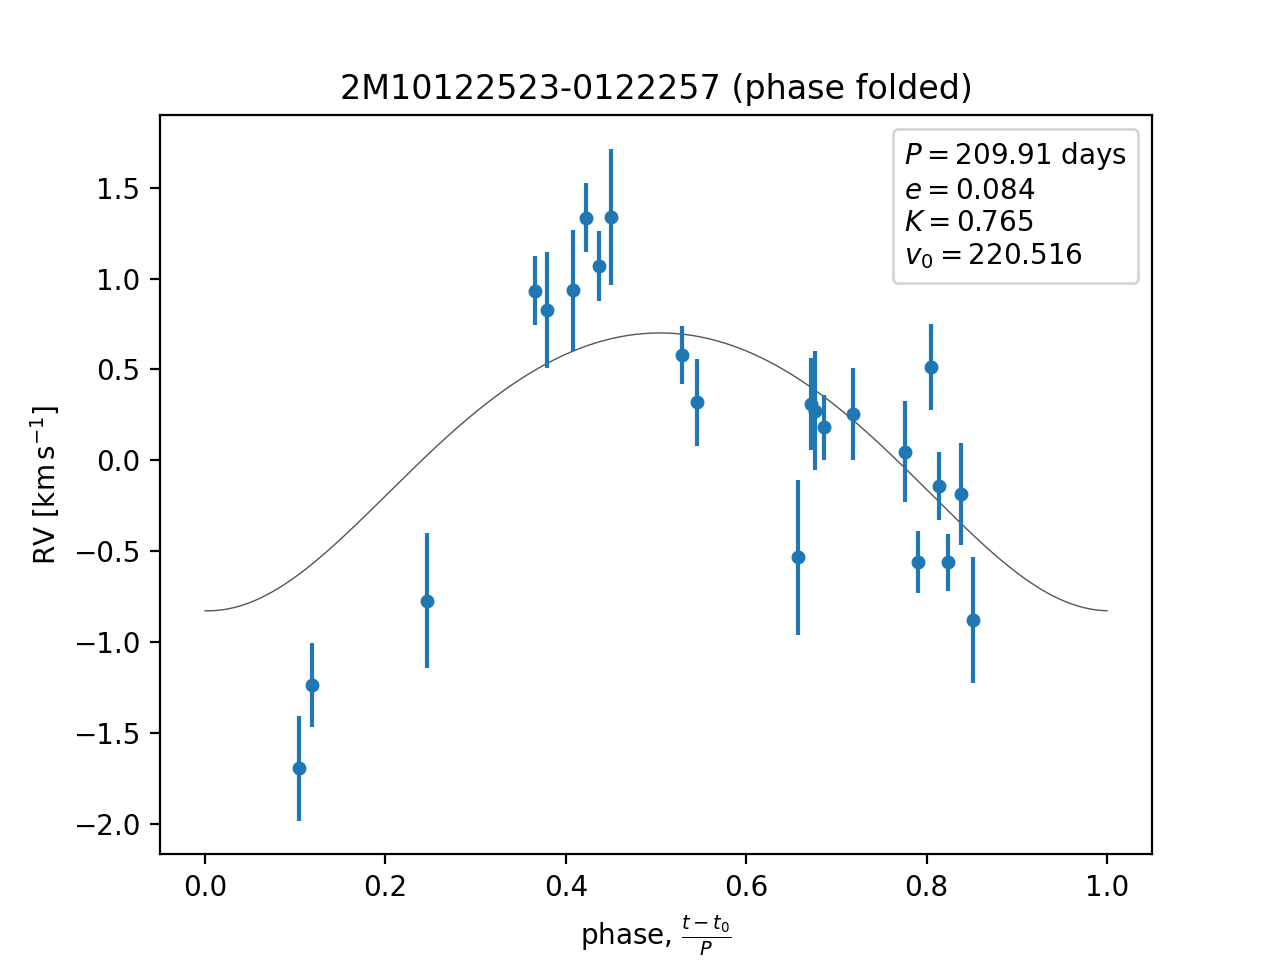 2M10122523-0122257 (phase folded)
P = 209.91 days
e = 0.084
K = 0.765
v₀ = 220.516
RV [km s⁻¹]
1.5
1.0
0.5
0.0
−0.5
−1.0
−1.5
−2.0
0.0 0.2 0.4 0.6 0.8 1.0
phase, (t − t₀)/P